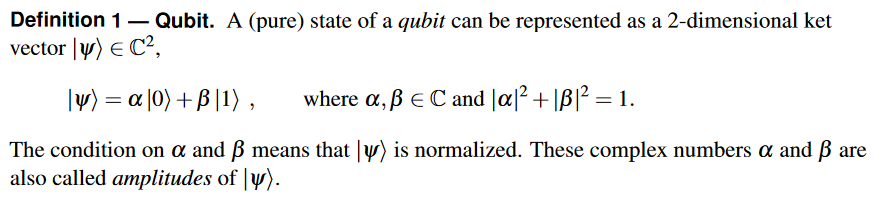 Definition 1 — Qubit. A (pure) state of a qubit can be represented as a 2-dimensional ket
vector |ψ⟩ ∈ ℂ²,
|ψ⟩ = α|0⟩ + β|1⟩ , where α, β ∈ ℂ and |α|² + |β|² = 1.
The condition on α and β means that |ψ⟩ is normalized. These complex numbers α and β are
also called amplitudes of |ψ⟩.